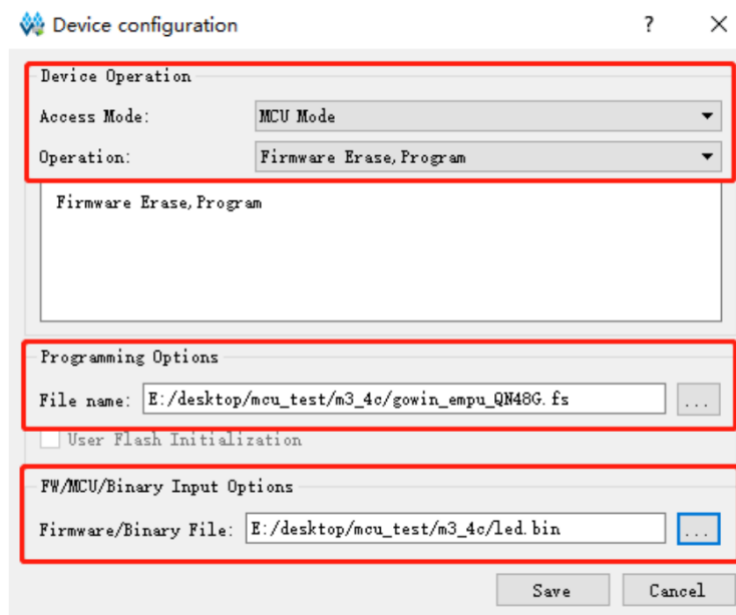 Device configuration
? ×
Device Operation
Access Mode: MCU Mode
Operation: Firmware Erase,Program
Firmware Erase,Program
Programming Options
File name: E:/desktop/mcu_test/m3_4c/gowin_empu_QN48G.fs ...
User Flash Initialization
FW/MCU/Binary Input Options
Firmware/Binary File: E:/desktop/mcu_test/m3_4c/led.bin ...
Save Cancel